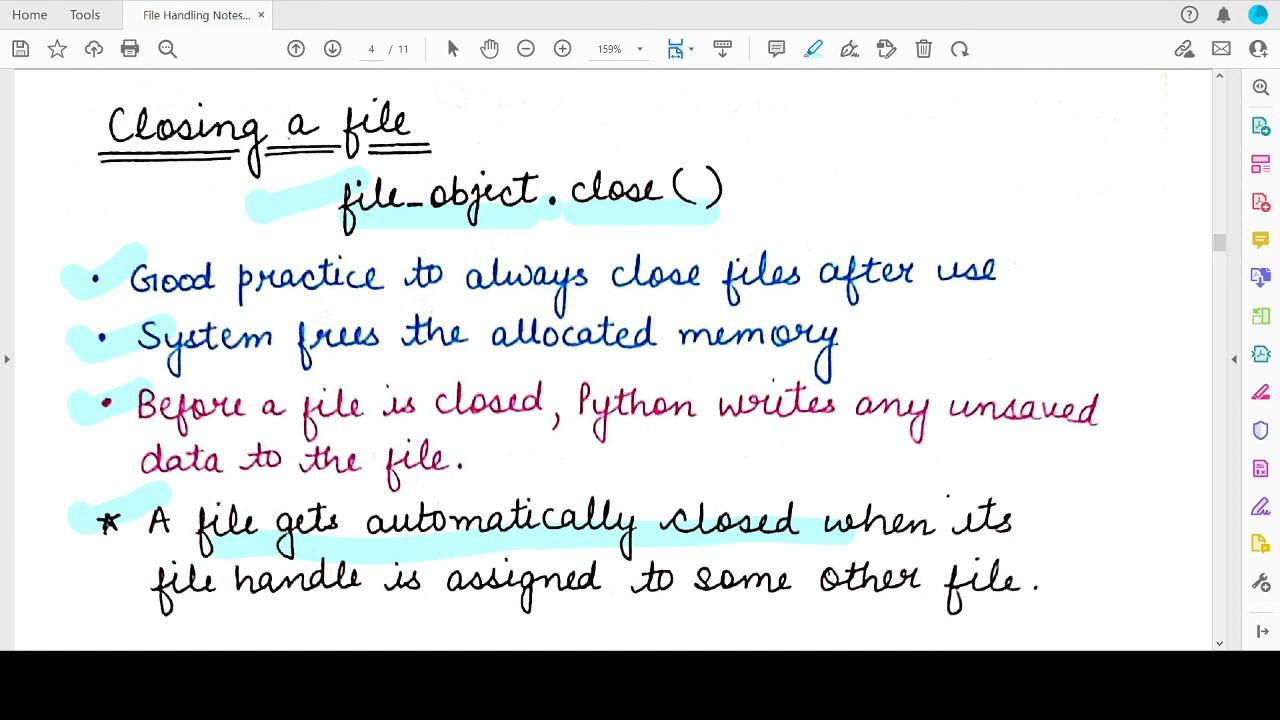 Home Tools File Handling Notes... ×
4 / 11 159%
Closing a file
file_object.close()
• Good practice to always close files after use
• System frees the allocated memory
• Before a file is closed, Python writes any unsaved
data to the file.
* A file gets automatically closed when its
file handle is assigned to some other file.